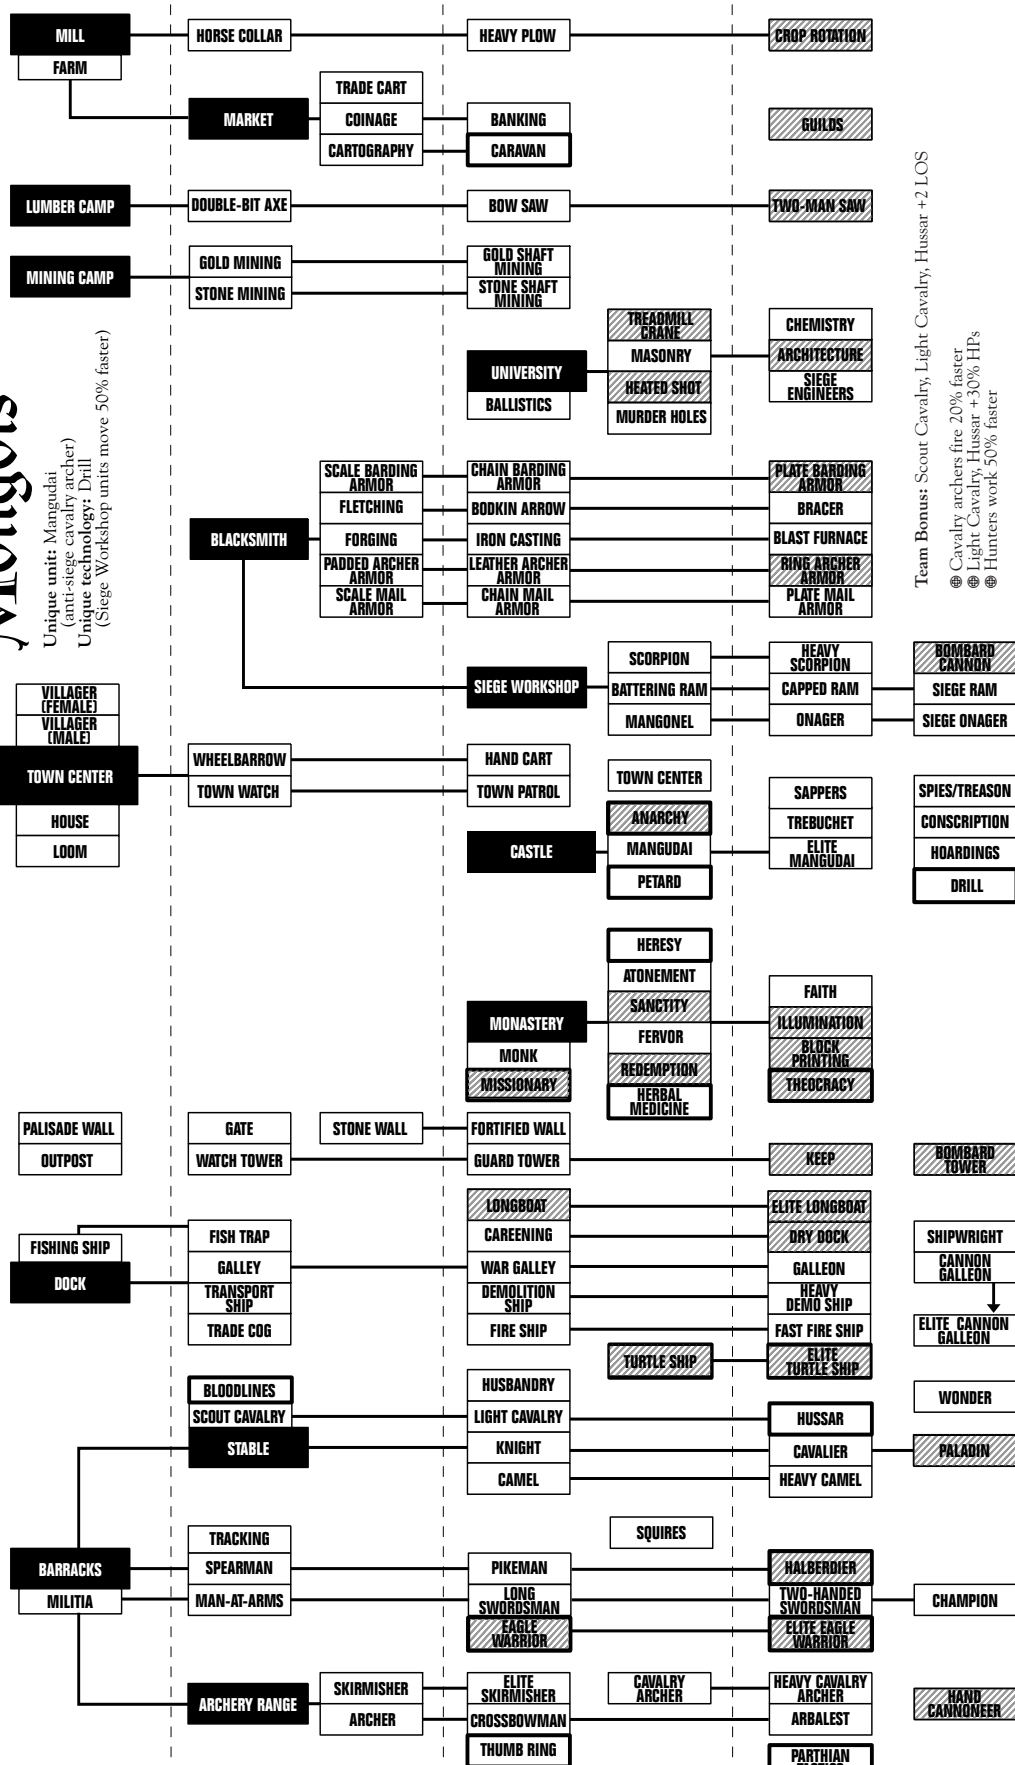 MILL
HORSE COLLAR
HEAVY PLOW
CROP ROTATION
FARM
TRADE CART
MARKET
COINAGE
BANKING
GUILDS
CARTOGRAPHY
CARAVAN
LUMBER CAMP
DOUBLE-BIT AXE
BOW SAW
TWO-MAN SAW
MINING CAMP
GOLD MINING
GOLD SHAFT
MINING
STONE MINING
STONE SHAFT
MINING
TREADMILL
CRANE
CHEMISTRY
UNIVERSITY
MASONRY
ARCHITECTURE
BALLISTICS
HEATED SHOT
SIEGE
ENGINEERS
MURDER HOLES
Mongols
Unique unit: Mangudai
(anti-siege cavalry archer)
Unique technology: Drill
(Siege Workshop units move 50% faster)
Team Bonus: Scout Cavalry, Light Cavalry, Hussar +2 LOS
Cavalry archers fire 20% faster
Light Cavalry, Hussar +30% HPs
Hunters work 50% faster
SCALE BARDING
ARMOR
CHAIN BARDING
ARMOR
PLATE BARDING
ARMOR
FLETCHING
BODKIN ARROW
BRACER
BLACKSMITH
FORGING
IRON CASTING
BLAST FURNACE
PADDED ARCHER
ARMOR
LEATHER ARCHER
ARMOR
RING ARCHER
ARMOR
SCALE MAIL
ARMOR
CHAIN MAIL
ARMOR
PLATE MAIL
ARMOR
SIEGE WORKSHOP
SCORPION
HEAVY
SCORPION
BOMBARD
CANNON
BATTERING RAM
CAPPED RAM
SIEGE RAM
MANGONEL
ONAGER
SIEGE ONAGER
VILLAGER
(FEMALE)
VILLAGER
(MALE)
TOWN CENTER
WHEELBARROW
HAND CART
TOWN WATCH
TOWN PATROL
TOWN CENTER
HOUSE
LOOM
CASTLE
ANARCHY
MANGUDAI
PETARD
SAPPERS
TREBUCHET
ELITE
MANGUDAI
SPIES/TREASON
CONSCRIPTION
HOARDINGS
DRILL
MONASTERY
MONK
MISSIONARY
HERESY
ATONEMENT
SANCTITY
FERVOR
REDEMPTION
HERBAL
MEDICINE
FAITH
ILLUMINATION
BLOCK
PRINTING
THEOCRACY
PALISADE WALL
GATE
STONE WALL
FORTIFIED WALL
OUTPOST
WATCH TOWER
GUARD TOWER
KEEP
BOMBARD
TOWER
LONGBOAT
ELITE LONGBOAT
FISHING SHIP
FISH TRAP
CAREENING
DRY DOCK
SHIPWRIGHT
DOCK
GALLEY
WAR GALLEY
GALLEON
CANNON
GALLEON
TRANSPORT
SHIP
DEMOLITION
SHIP
HEAVY
DEMO SHIP
TRADE COG
FIRE SHIP
FAST FIRE SHIP
ELITE CANNON
GALLEON
TURTLE SHIP
ELITE
TURTLE SHIP
BLOODLINES
HUSBANDRY
WONDER
SCOUT CAVALRY
LIGHT CAVALRY
HUSSAR
STABLE
KNIGHT
CAVALIER
PALADIN
CAMEL
HEAVY CAMEL
TRACKING
SQUIRES
BARRACKS
SPEARMAN
PIKEMAN
HALBERDIER
MILITIA
MAN-AT-ARMS
LONG
SWORDSMAN
TWO-HANDED
SWORDSMAN
CHAMPION
EAGLE
WARRIOR
ELITE EAGLE
WARRIOR
ARCHERY RANGE
SKIRMISHER
ELITE
SKIRMISHER
CAVALRY
ARCHER
HEAVY CAVALRY
ARCHER
HAND
CANNONEER
ARCHER
CROSSBOWMAN
ARBALEST
THUMB RING
PARTHIAN